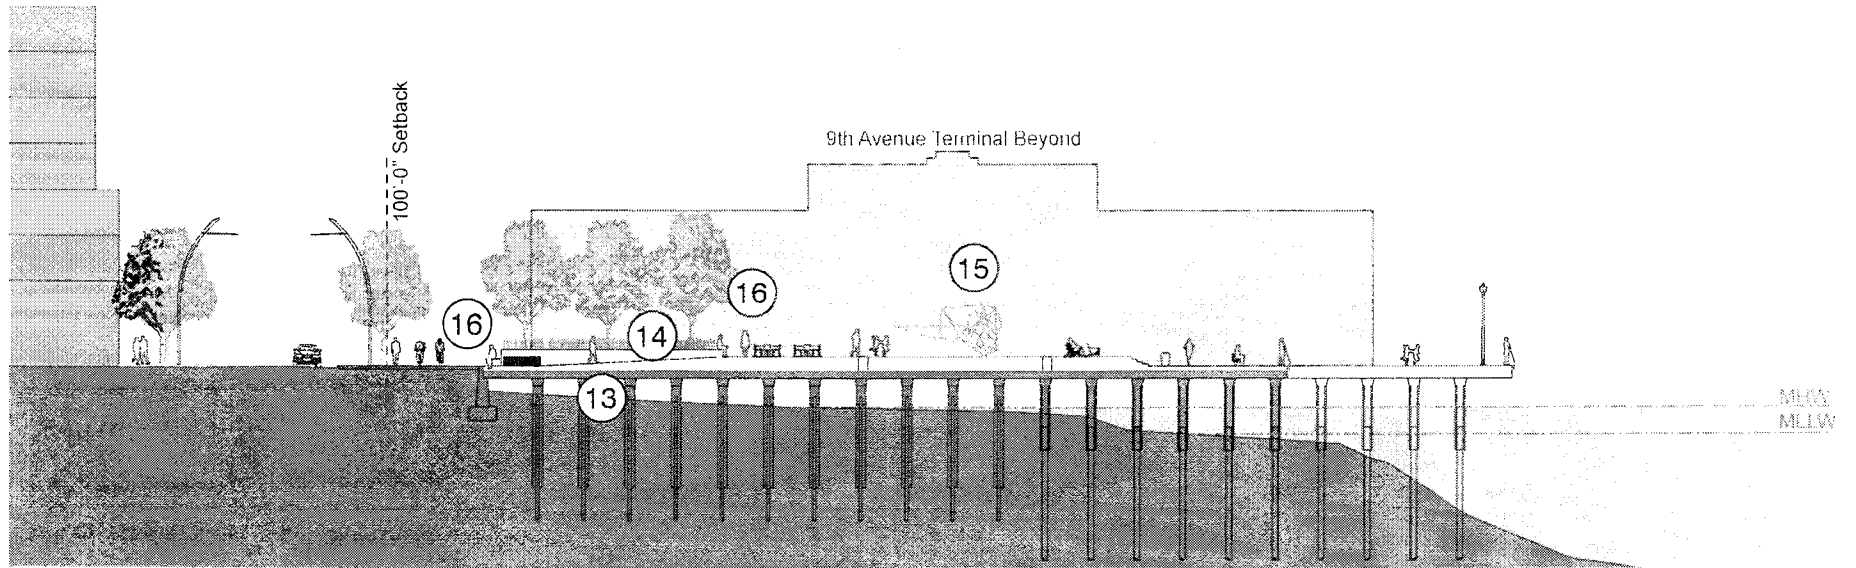 100'-0" Setback
9th Avenue Terminal Beyond
15
16
16
14
13
MHW
MLLW